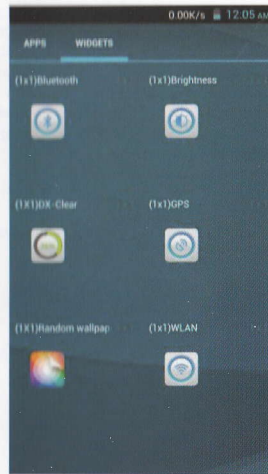 0.00K/s 12.05 AM
APPS WIDGETS
(1x1)Bluetooth (1x1)Brightness
(1X1)DX-Clear (1x1)GPS
(1X1)Random wallpap (1x1)WLAN